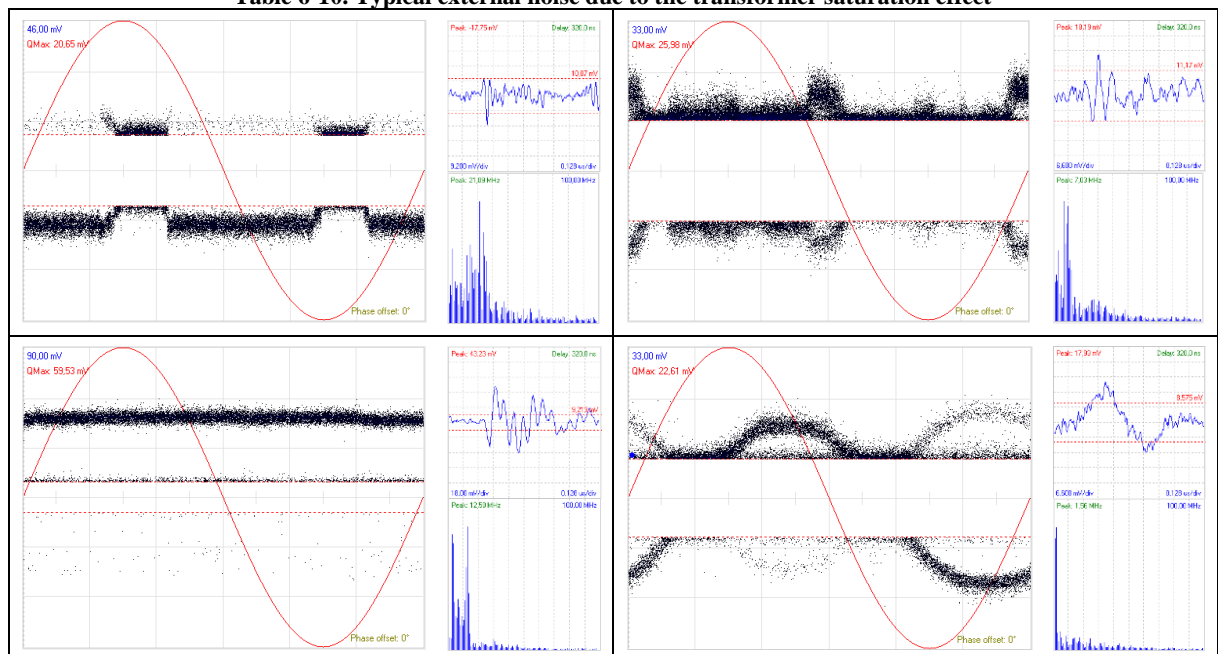 Table 6-10: Typical external noise due to the transformer saturation effect
46,00 mV
QMax: 20,65 mV
Phase offset: 0°
Peak: -17,75 mV
Delay: 320,0 ns
10,87 mV
9,200 mV/div
0.128 us/div
Peak: 21,09 MHz
100,00 MHz
33,00 mV
QMax: 25,98 mV
Phase offset: 0°
Peak: 18,19 mV
Delay: 320,0 ns
11,17 mV
6,600 mV/div
0.128 us/div
Peak: 7,03 MHz
100,00 MHz
90,00 mV
QMax: 59,53 mV
Phase offset: 0°
Peak: 43,23 mV
Delay: 320,0 ns
18,00 mV/div
0.128 us/div
Peak: 12,50 MHz
100,00 MHz
33,00 mV
QMax: 22,61 mV
Phase offset: 0°
Peak: 17,93 mV
Delay: 320,0 ns
8,575 mV
6,600 mV/div
0.128 us/div
Peak: 1,56 MHz
100,00 MHz